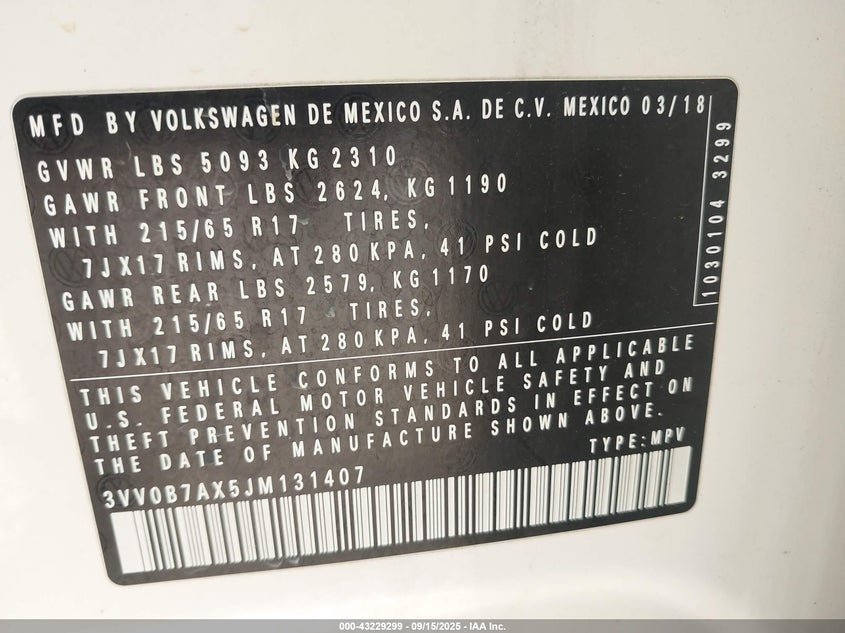 MFD BY VOLKSWAGEN DE MEXICO S.A. DE C.V. MEXICO 03/18
GVWR LBS 5093 KG 2310
GAWR FRONT LBS 2624, KG 1190
WITH 215/65 R17 TIRES,
7JX17 RIMS, AT 280 KPA, 41 PSI COLD
GAWR REAR LBS 2579, KG 1170
WITH 215/65 R17 TIRES,
7JX17 RIMS, AT 280 KPA, 41 PSI COLD
1030104 3299
THIS VEHICLE CONFORMS TO ALL APPLICABLE
U.S. FEDERAL MOTOR VEHICLE SAFETY AND
THEFT PREVENTION STANDARDS IN EFFECT ON
THE DATE OF MANUFACTURE SHOWN ABOVE.
TYPE: MPV
3VV0B7AX5JM131407
000-43229299 - 09/15/2025 - IAA Inc.